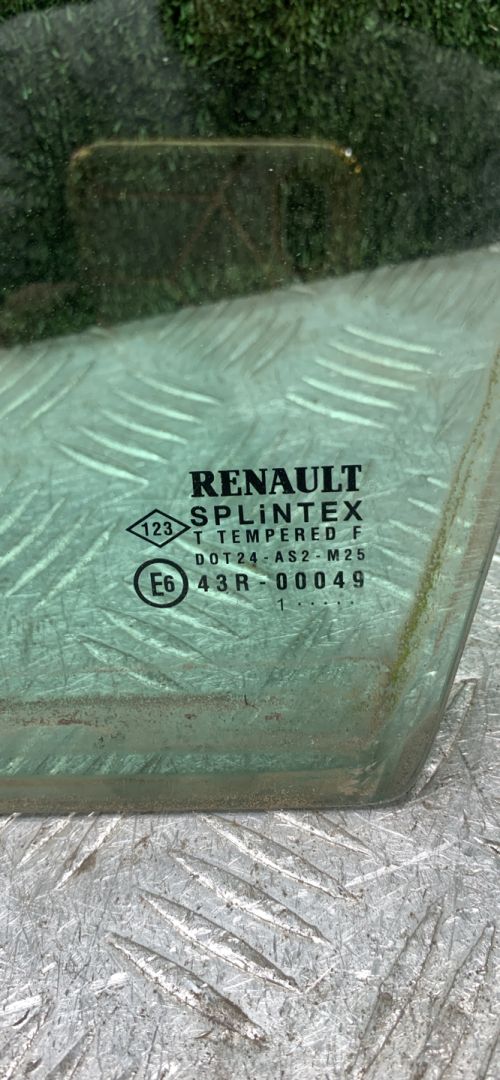 RENAULT
123 SPLiNTEX
T TEMPERED F
DOT24-AS2-M25
E6 43R-00049
1 ·····